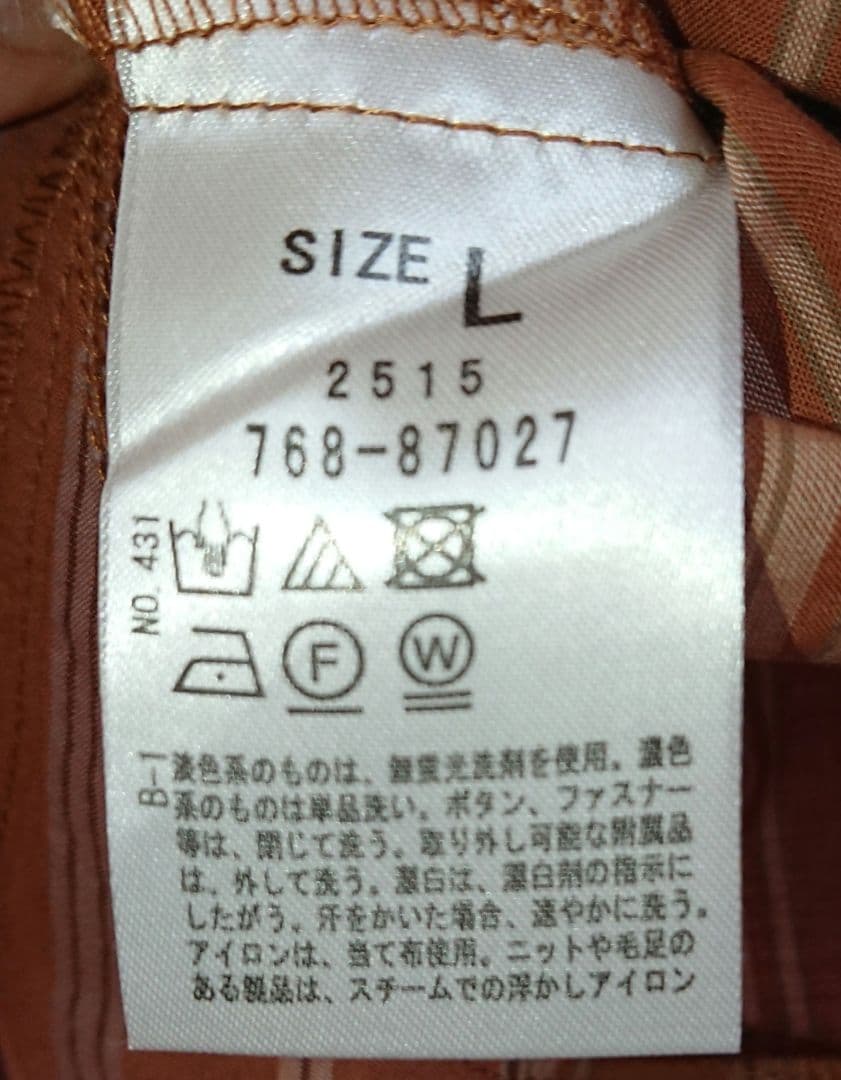 SIZE L
2515
768-87027
NO. 431
F
W
B-1
淡色系のものは、無蛍光洗剤を使用。濃色
系のものは単品洗い。ボタン、ファスナー
等は、閉じて洗う。取り外し可能な附属品
は、外して洗う。漂白は、漂白剤の指示に
したがう。汗をかいた場合、速やかに洗う。
アイロンは、当て布使用。ニットや毛足の
ある製品は、スチームでの浮かしアイロン